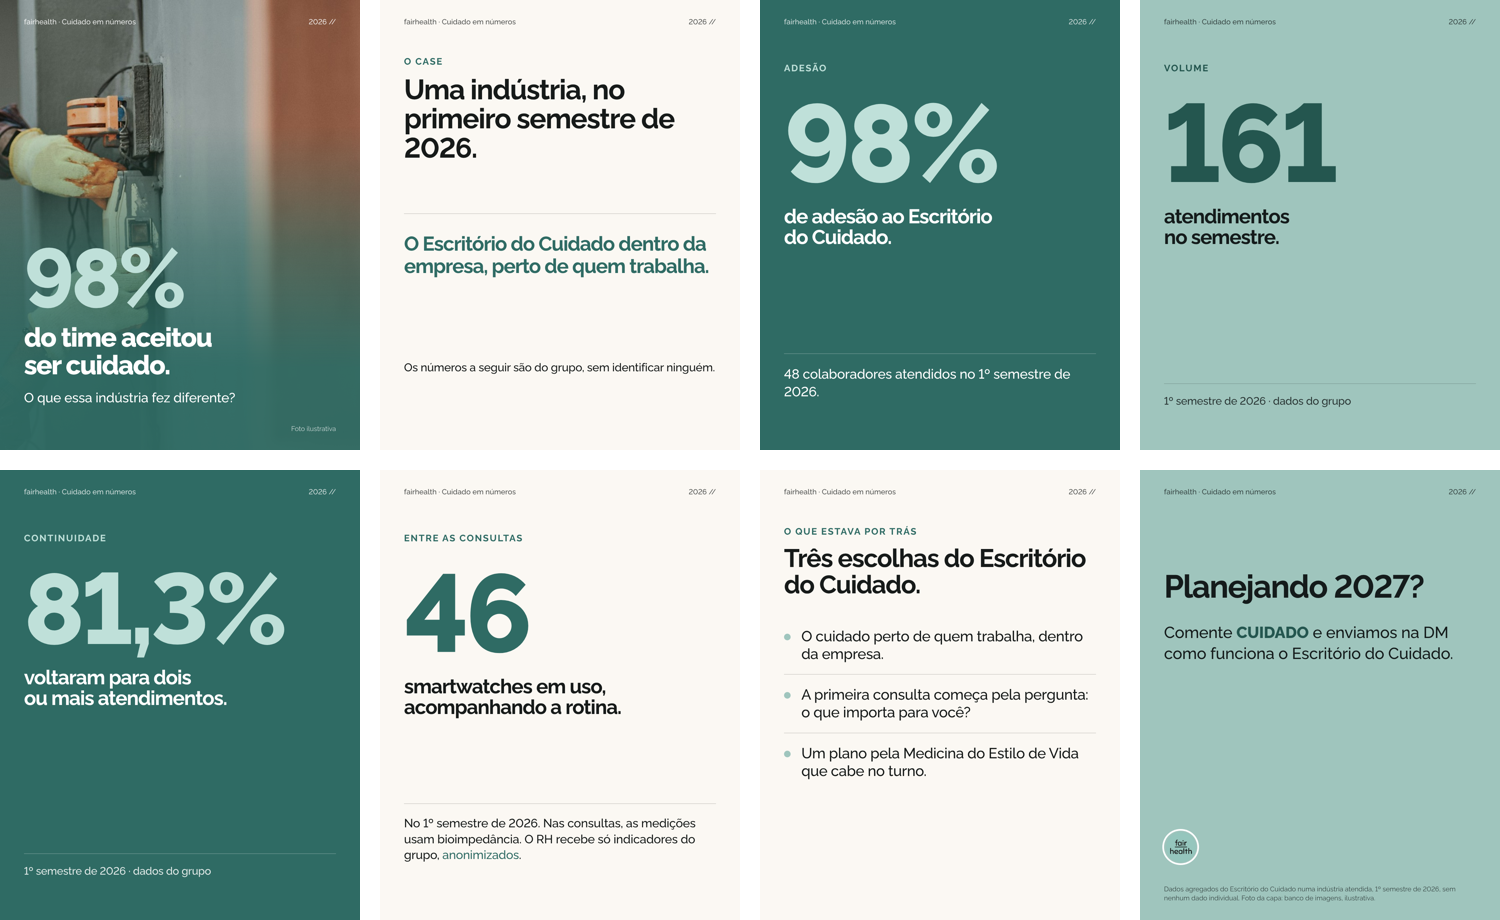 fairhealth · Cuidado em números
2026 //
98%
do time aceitou
ser cuidado.
O que essa indústria fez diferente?
Foto ilustrativa
fairhealth · Cuidado em números
2026 //
O CASE
Uma indústria, no
primeiro semestre de
2026.
O Escritório do Cuidado dentro da
empresa, perto de quem trabalha.
Os números a seguir são do grupo, sem identificar ninguém.
fairhealth · Cuidado em números
2026 //
ADESÃO
98%
de adesão ao Escritório
do Cuidado.
48 colaboradores atendidos no 1º semestre de
2026.
fairhealth · Cuidado em números
2026 //
VOLUME
161
atendimentos
no semestre.
1º semestre de 2026 · dados do grupo
fairhealth · Cuidado em números
2026 //
CONTINUIDADE
81,3%
voltaram para dois
ou mais atendimentos.
1º semestre de 2026 · dados do grupo
fairhealth · Cuidado em números
2026 //
ENTRE AS CONSULTAS
46
smartwatches em uso,
acompanhando a rotina.
No 1º semestre de 2026. Nas consultas, as medições
usam bioimpedância. O RH recebe só indicadores do
grupo, anonimizados.
fairhealth · Cuidado em números
2026 //
O QUE ESTAVA POR TRÁS
Três escolhas do Escritório
do Cuidado.
O cuidado perto de quem trabalha, dentro
da empresa.
A primeira consulta começa pela pergunta:
o que importa para você?
Um plano pela Medicina do Estilo de Vida
que cabe no turno.
fairhealth · Cuidado em números
2026 //
Planejando 2027?
Comente CUIDADO e enviamos na DM
como funciona o Escritório do Cuidado.
fair
health
Dados agregados do Escritório do Cuidado numa indústria atendida, 1º semestre de 2026, sem
nenhum dado individual. Foto da capa: banco de imagens, ilustrativa.